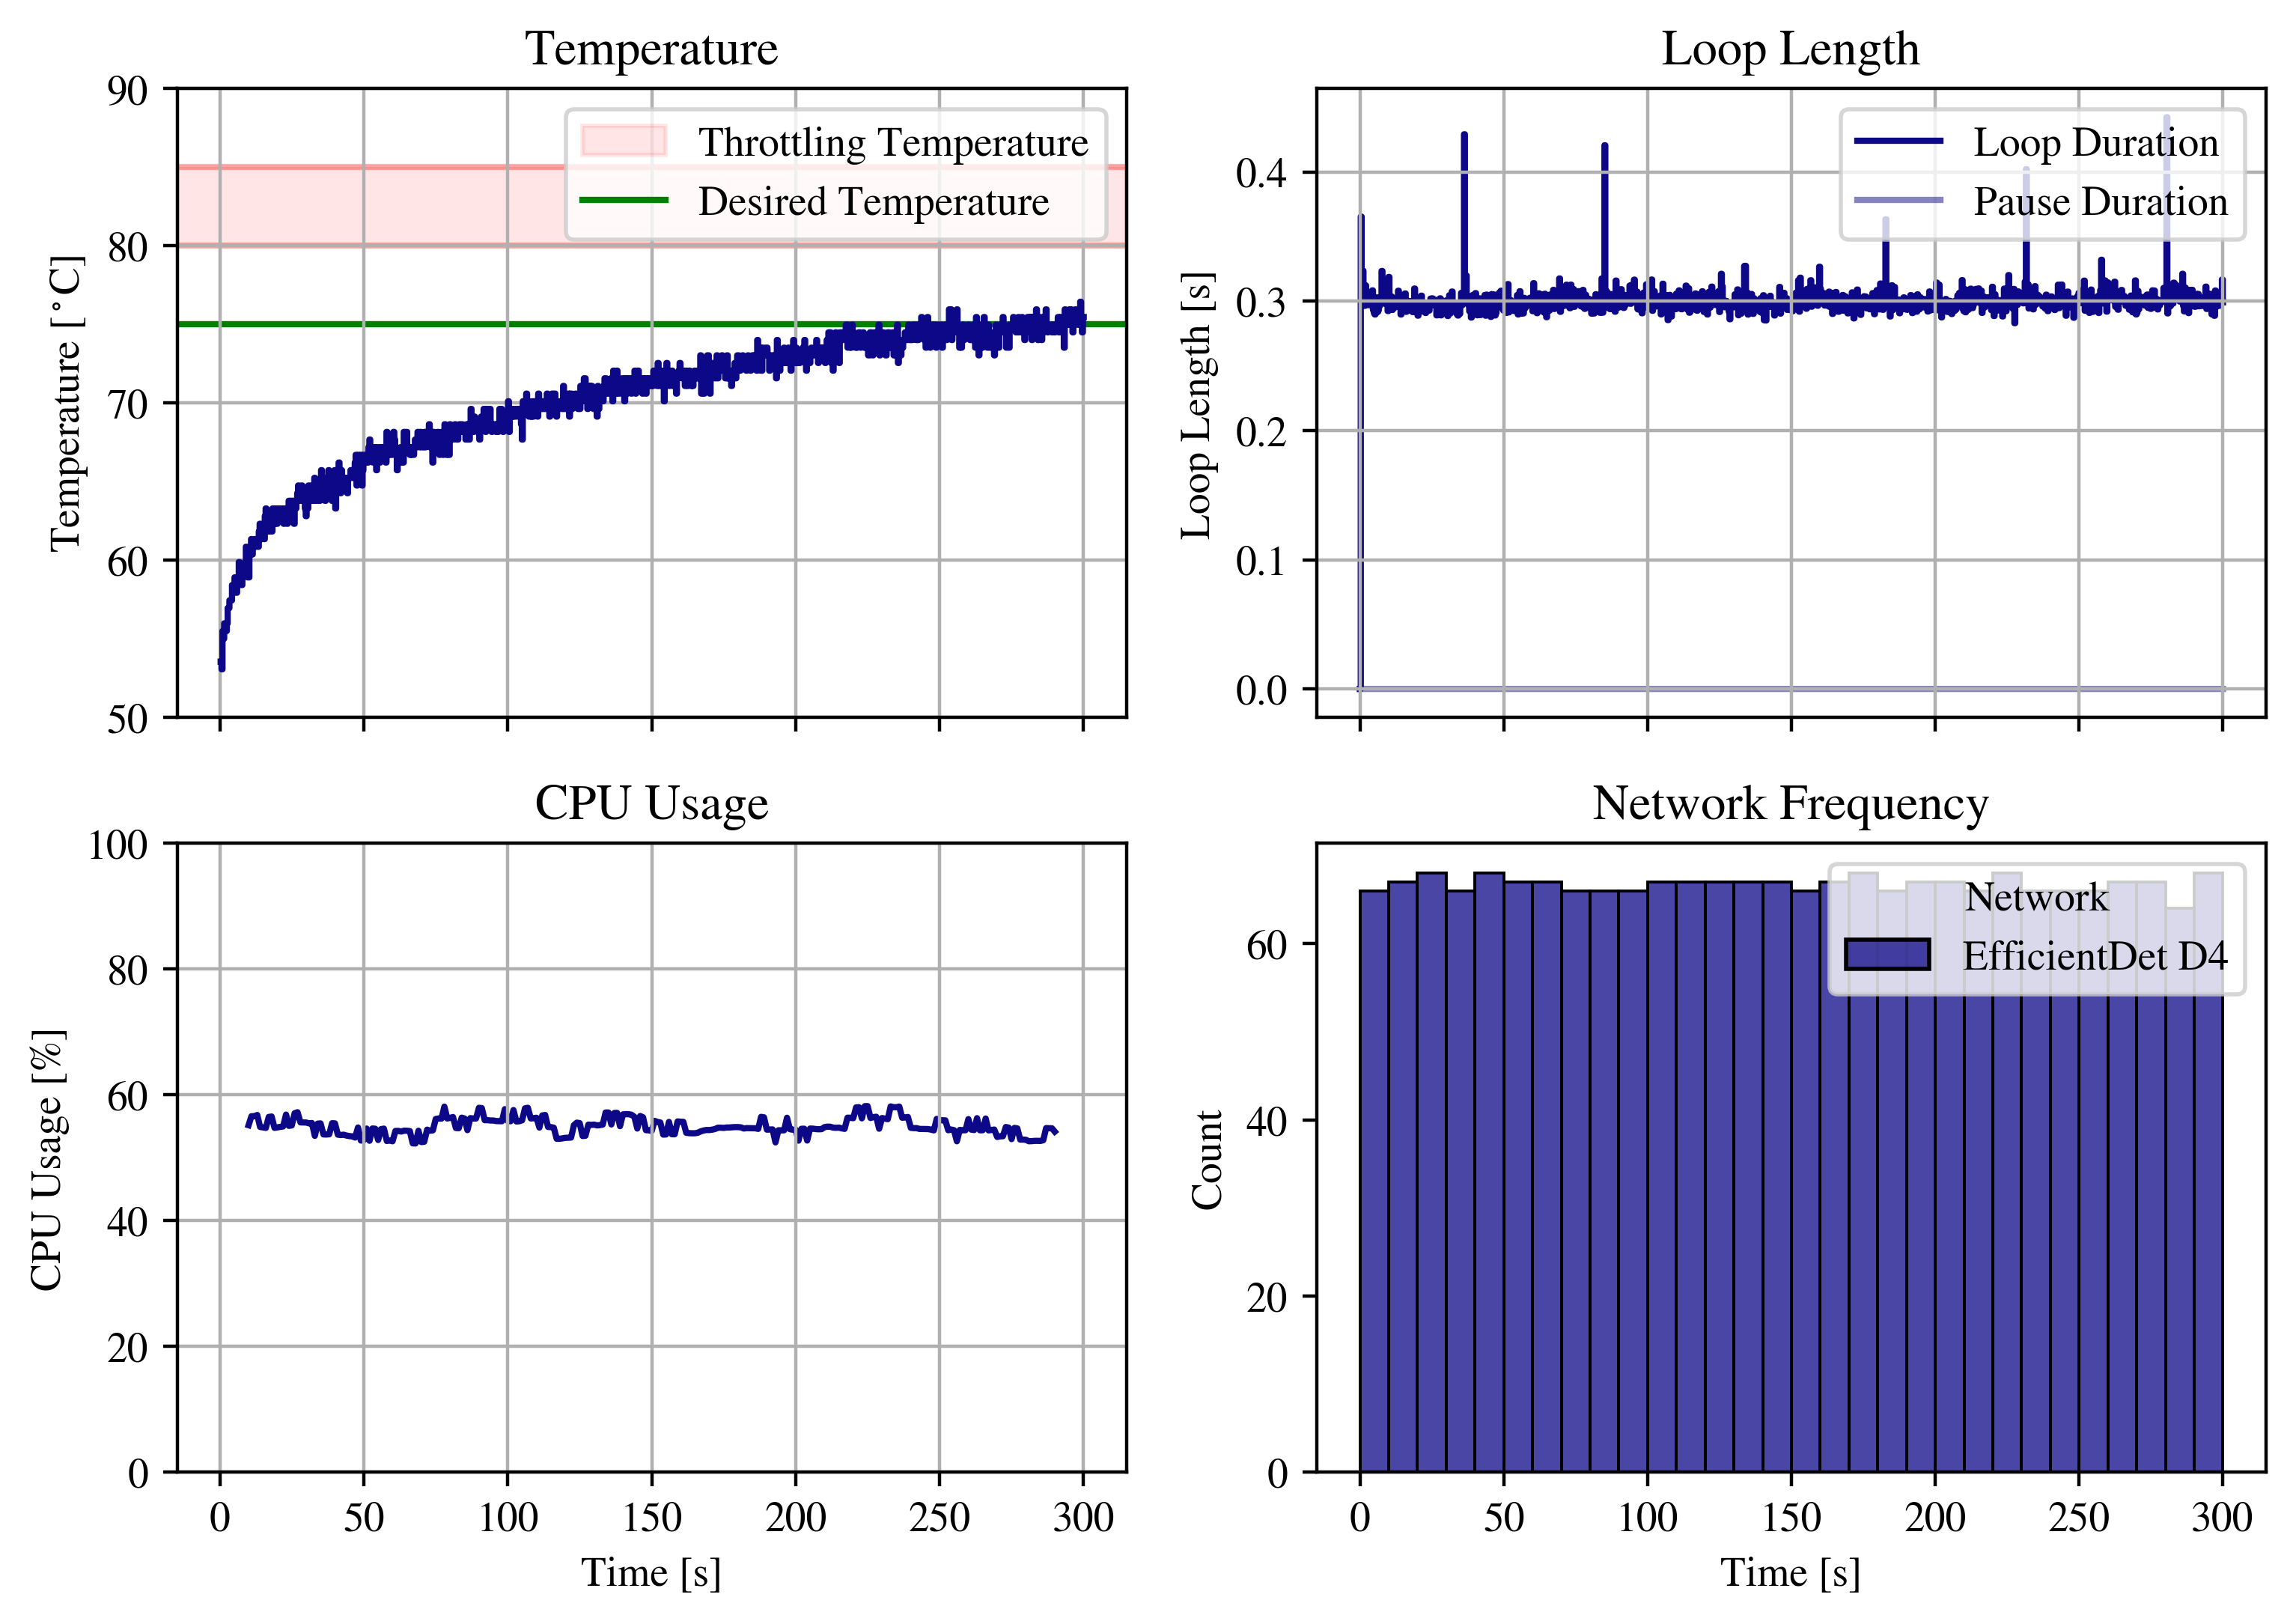 Temperature
90
80
70
60
50
Temperature [°C]
Throttling Temperature
Desired Temperature
Loop Length
0.4
0.3
0.2
0.1
0.0
Loop Length [s]
Loop Duration
Pause Duration
CPU Usage
100
80
60
40
20
0
CPU Usage [%]
0 50 100 150 200 250 300
Time [s]
Network Frequency
60
40
20
0
Count
Network
EfficientDet D4
0 50 100 150 200 250 300
Time [s]